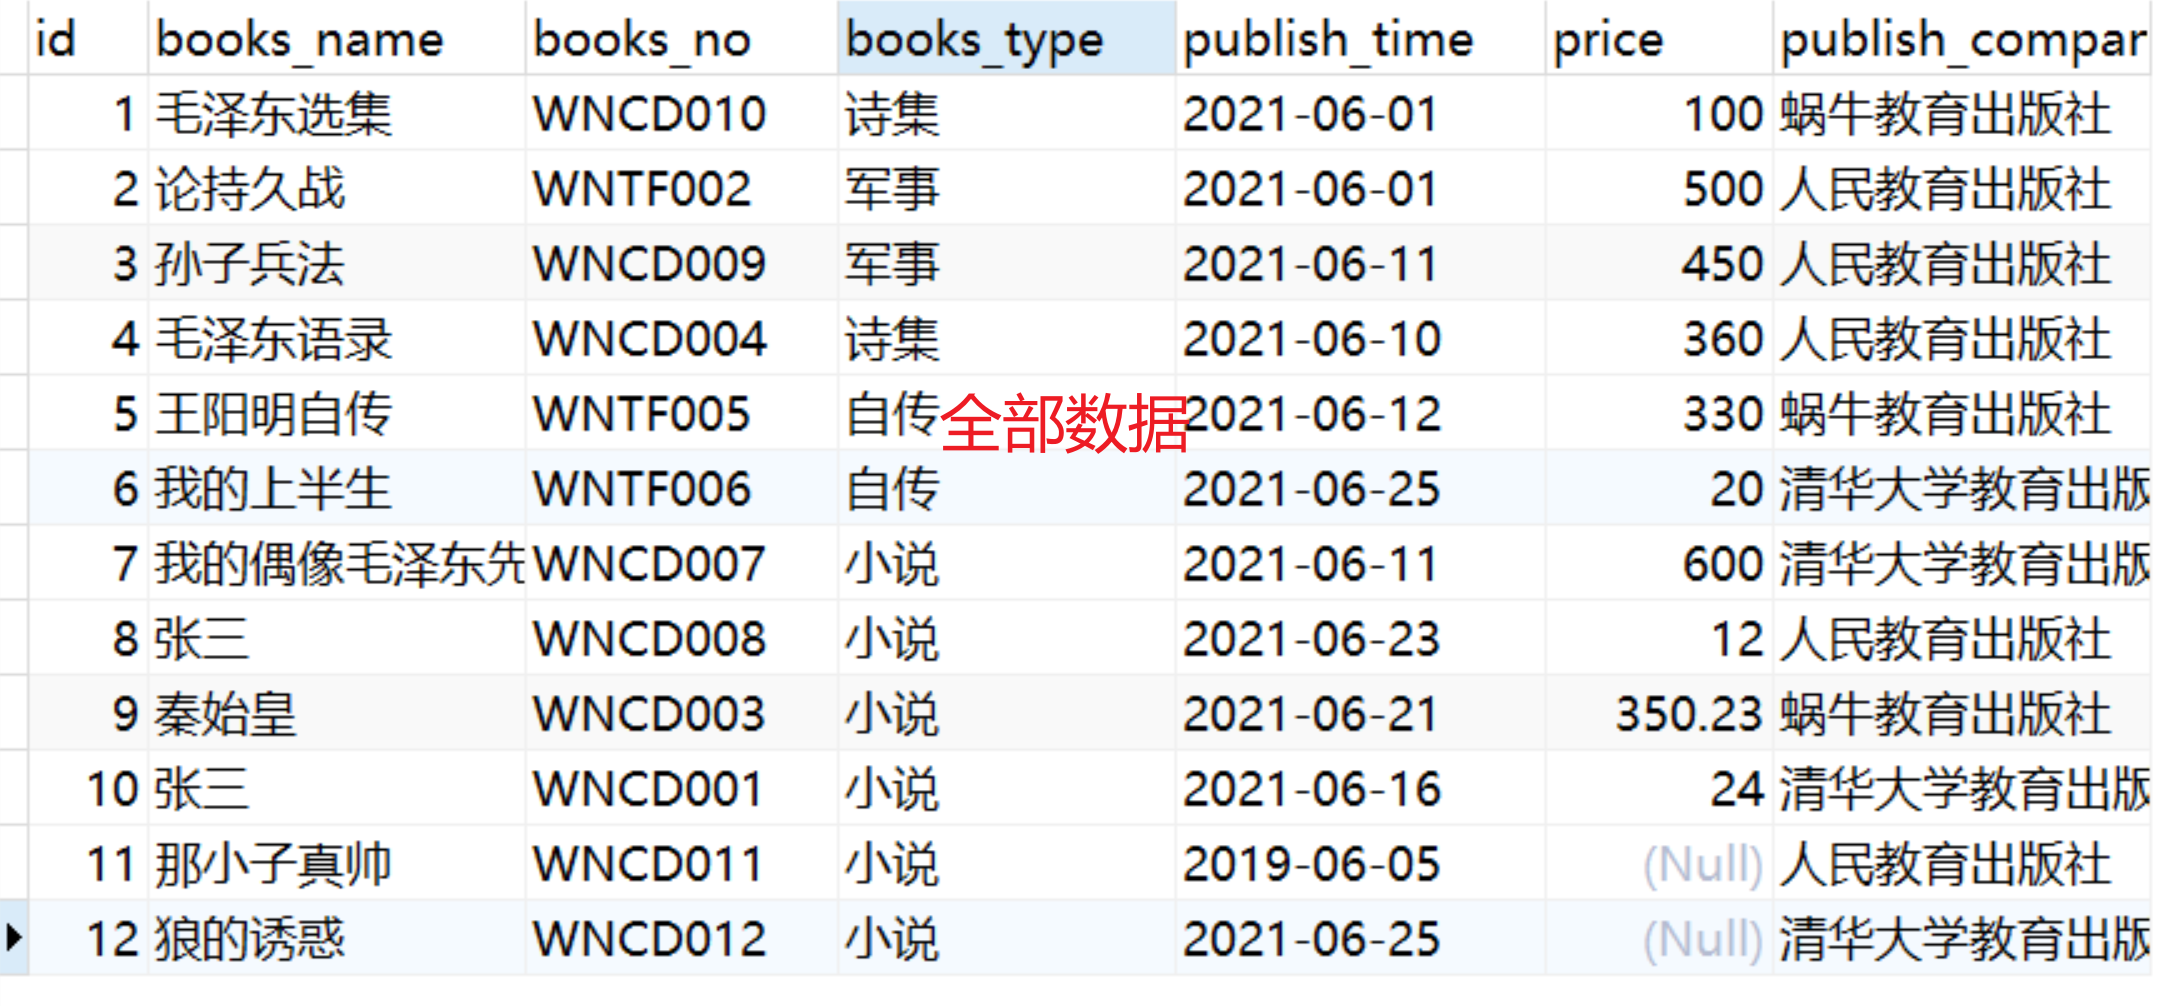 id books_name books_no books_type publish_time price publish_compar
1 毛泽东选集 WNCD010 诗集 2021-06-01 100 蜗牛教育出版社
2 论持久战 WNTF002 军事 2021-06-01 500 人民教育出版社
3 孙子兵法 WNCD009 军事 2021-06-11 450 人民教育出版社
4 毛泽东语录 WNCD004 诗集 2021-06-10 360 人民教育出版社
5 王阳明自传 WNTF005 自传 全部数据 2021-06-12 330 蜗牛教育出版社
6 我的上半生 WNTF006 自传 2021-06-25 20 清华大学教育出版
7 我的偶像毛泽东先 WNCD007 小说 2021-06-11 600 清华大学教育出版
8 张三 WNCD008 小说 2021-06-23 12 人民教育出版社
9 秦始皇 WNCD003 小说 2021-06-21 350.23 蜗牛教育出版社
10 张三 WNCD001 小说 2021-06-16 24 清华大学教育出版
11 那小子真帅 WNCD011 小说 2019-06-05 (Null) 人民教育出版社
12 狼的诱惑 WNCD012 小说 2021-06-25 (Null) 清华大学教育出版